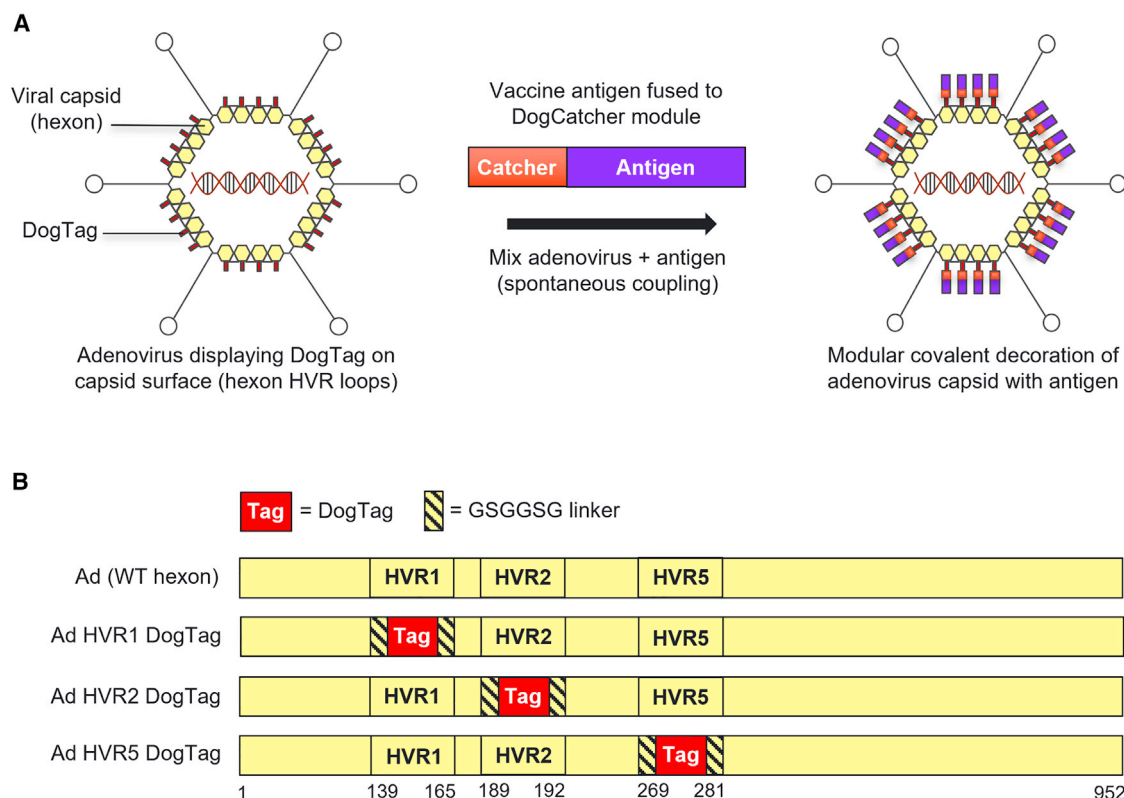 A
Viral capsid
(hexon)
DogTag
Adenovirus displaying DogTag on
capsid surface (hexon HVR loops)
Vaccine antigen fused to
DogCatcher module
Catcher Antigen
Mix adenovirus + antigen
(spontaneous coupling)
Modular covalent decoration of
adenovirus capsid with antigen
B
Tag = DogTag = GSGGSG linker
Ad (WT hexon) HVR1 HVR2 HVR5
Ad HVR1 DogTag Tag HVR2 HVR5
Ad HVR2 DogTag HVR1 Tag HVR5
Ad HVR5 DogTag HVR1 HVR2 Tag
1 139 165 189 192 269 281 952